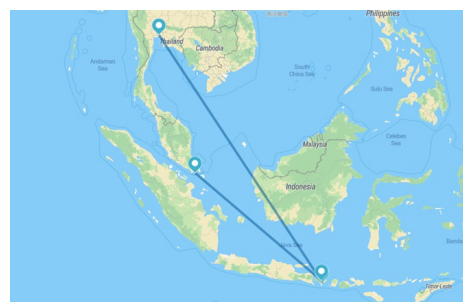 Philippines
Thailand
Andaman
Sea
Cambodia
South
China Sea
Sulu Sea
Celebes
Sea
Malaysia
Indonesia
Java Sea
Banda
Timor-Leste